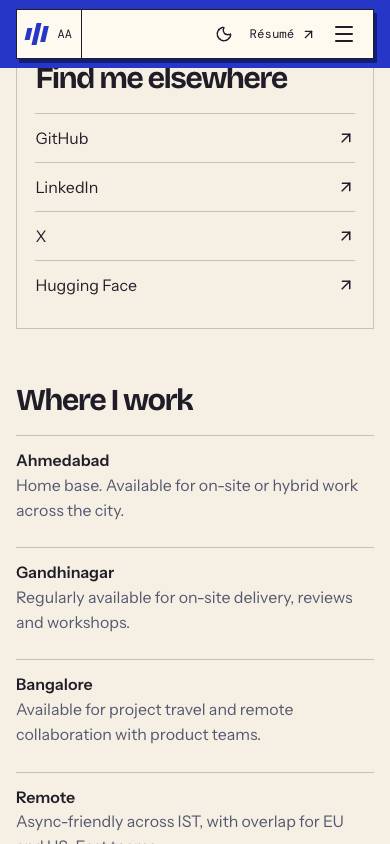 AA
Résumé
Find me elsewhere
GitHub
LinkedIn
X
Hugging Face
Where I work
Ahmedabad
Home base. Available for on-site or hybrid work
across the city.
Gandhinagar
Regularly available for on-site delivery, reviews
and workshops.
Bangalore
Available for project travel and remote
collaboration with product teams.
Remote
Async-friendly across IST, with overlap for EU